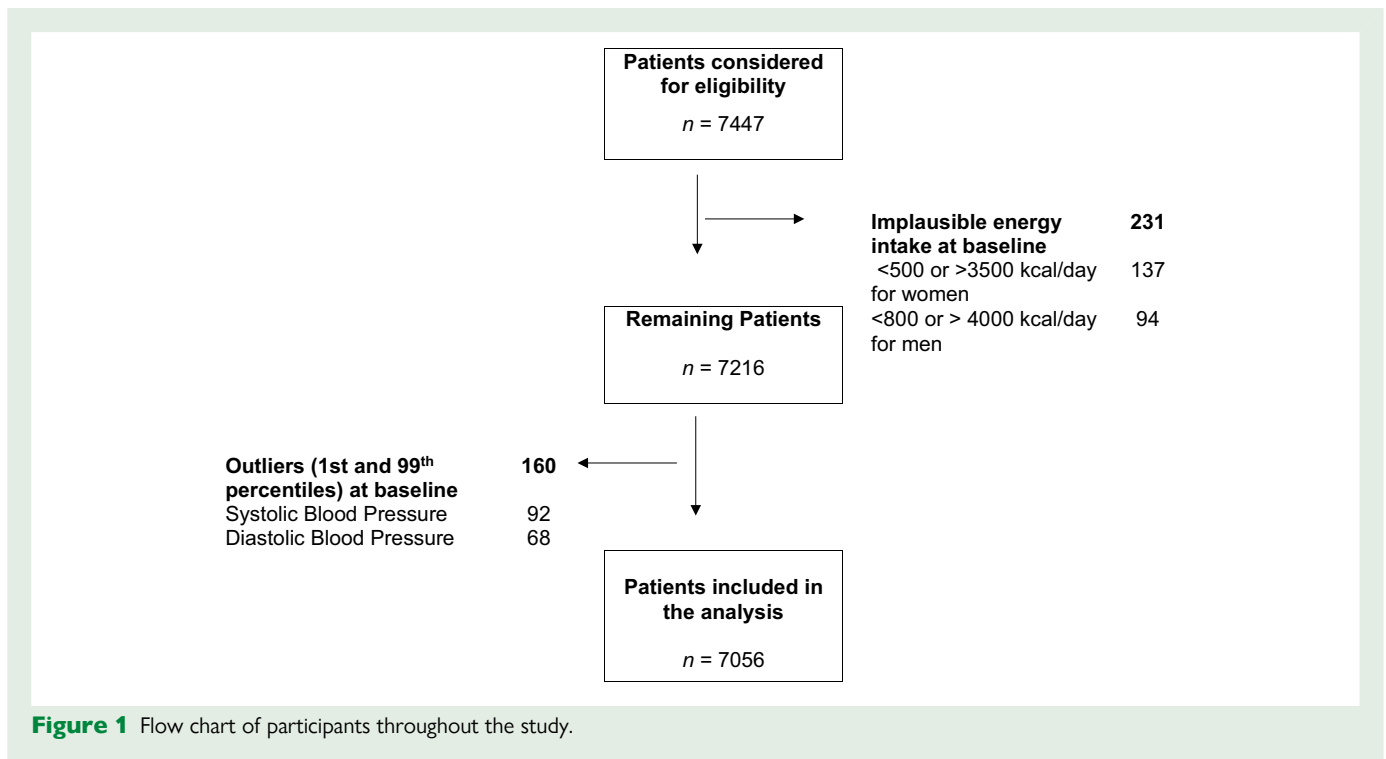 Patients considered
for eligibility
n = 7447
Implausible energy 231
intake at baseline
<500 or >3500 kcal/day 137
for women
<800 or > 4000 kcal/day 94
for men
Remaining Patients
n = 7216
Outliers (1st and 99th 160
percentiles) at baseline
Systolic Blood Pressure 92
Diastolic Blood Pressure 68
Patients included in
the analysis
n = 7056
Figure 1 Flow chart of participants throughout the study.